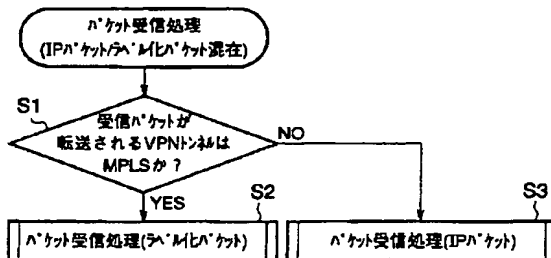 ﾊﾟｹｯﾄ受信処理
(IPﾊﾟｹｯﾄ/ﾗﾍﾞﾙ化ﾊﾟｹｯﾄ混在)
S1
受信ﾊﾟｹｯﾄが
転送されるVPNﾄﾝﾈﾙは
MPLSか？
NO
YES
S2
S3
ﾊﾟｹｯﾄ受信処理(ﾗﾍﾞﾙ化ﾊﾟｹｯﾄ)
ﾊﾟｹｯﾄ受信処理(IPﾊﾟｹｯﾄ)